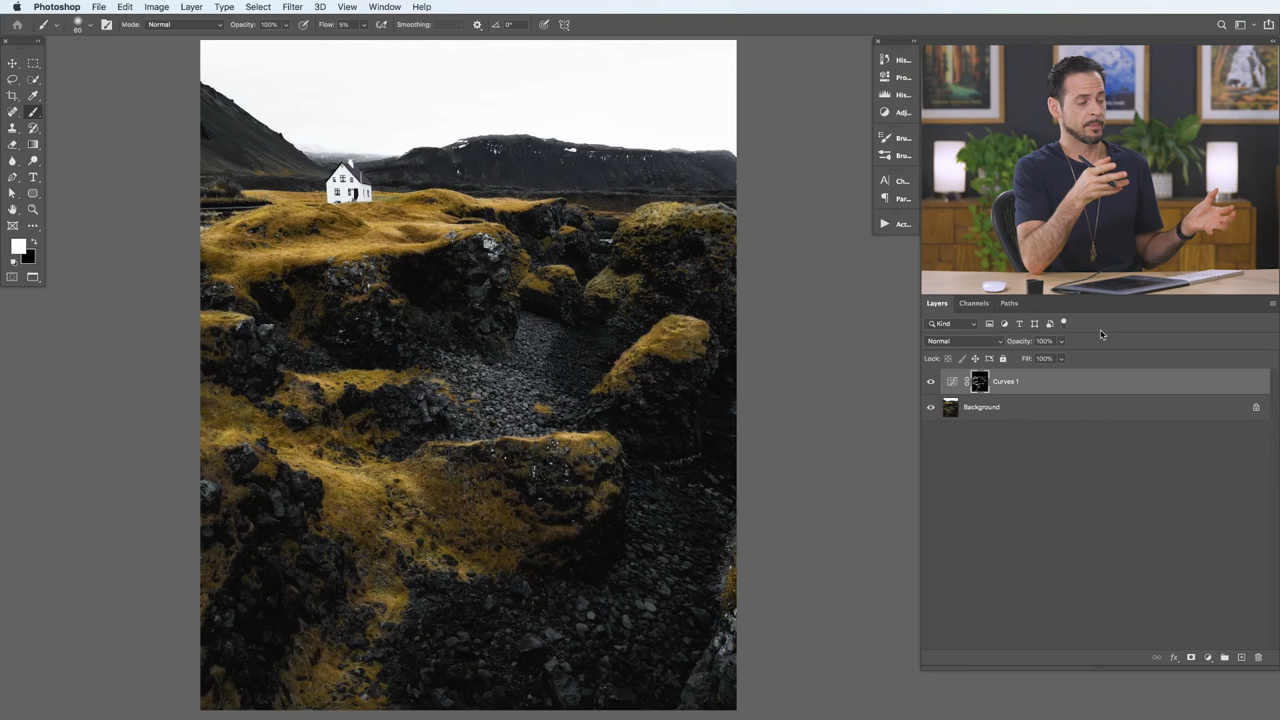 Photoshop File Edit Image Layer Type Select Filter 3D View Window Help
60 Mode: Normal Opacity: 100% Flow: 5% Smoothing: 0°
His...
Pro...
His...
Adj...
Bru...
Bru...
Ch...
Par...
Act...
Layers Channels Paths
Kind
Normal Opacity: 100%
Lock: Fill: 100%
Curves 1
Background